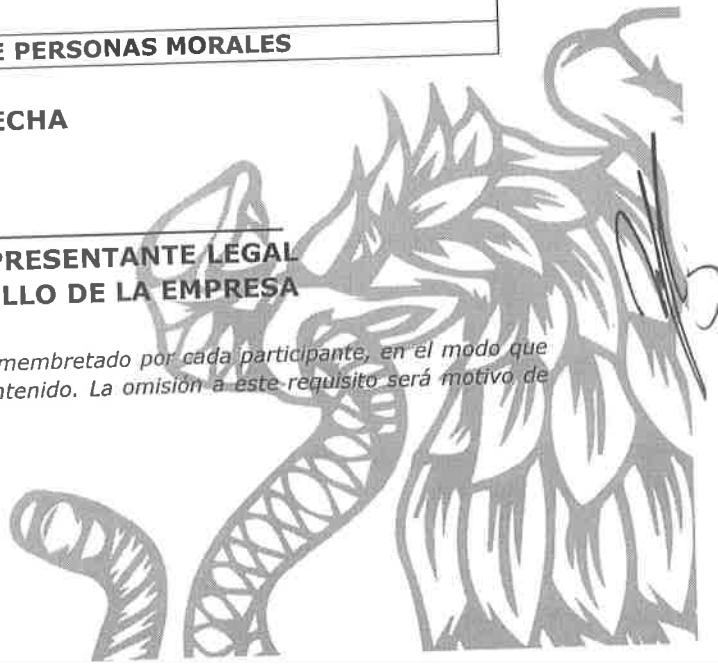 E PERSONAS MORALES
ECHA
PRESENTANTE LEGAL
LLO DE LA EMPRESA
membretado por cada participante, en el modo que
ntenido. La omisión a este requisito será motivo de